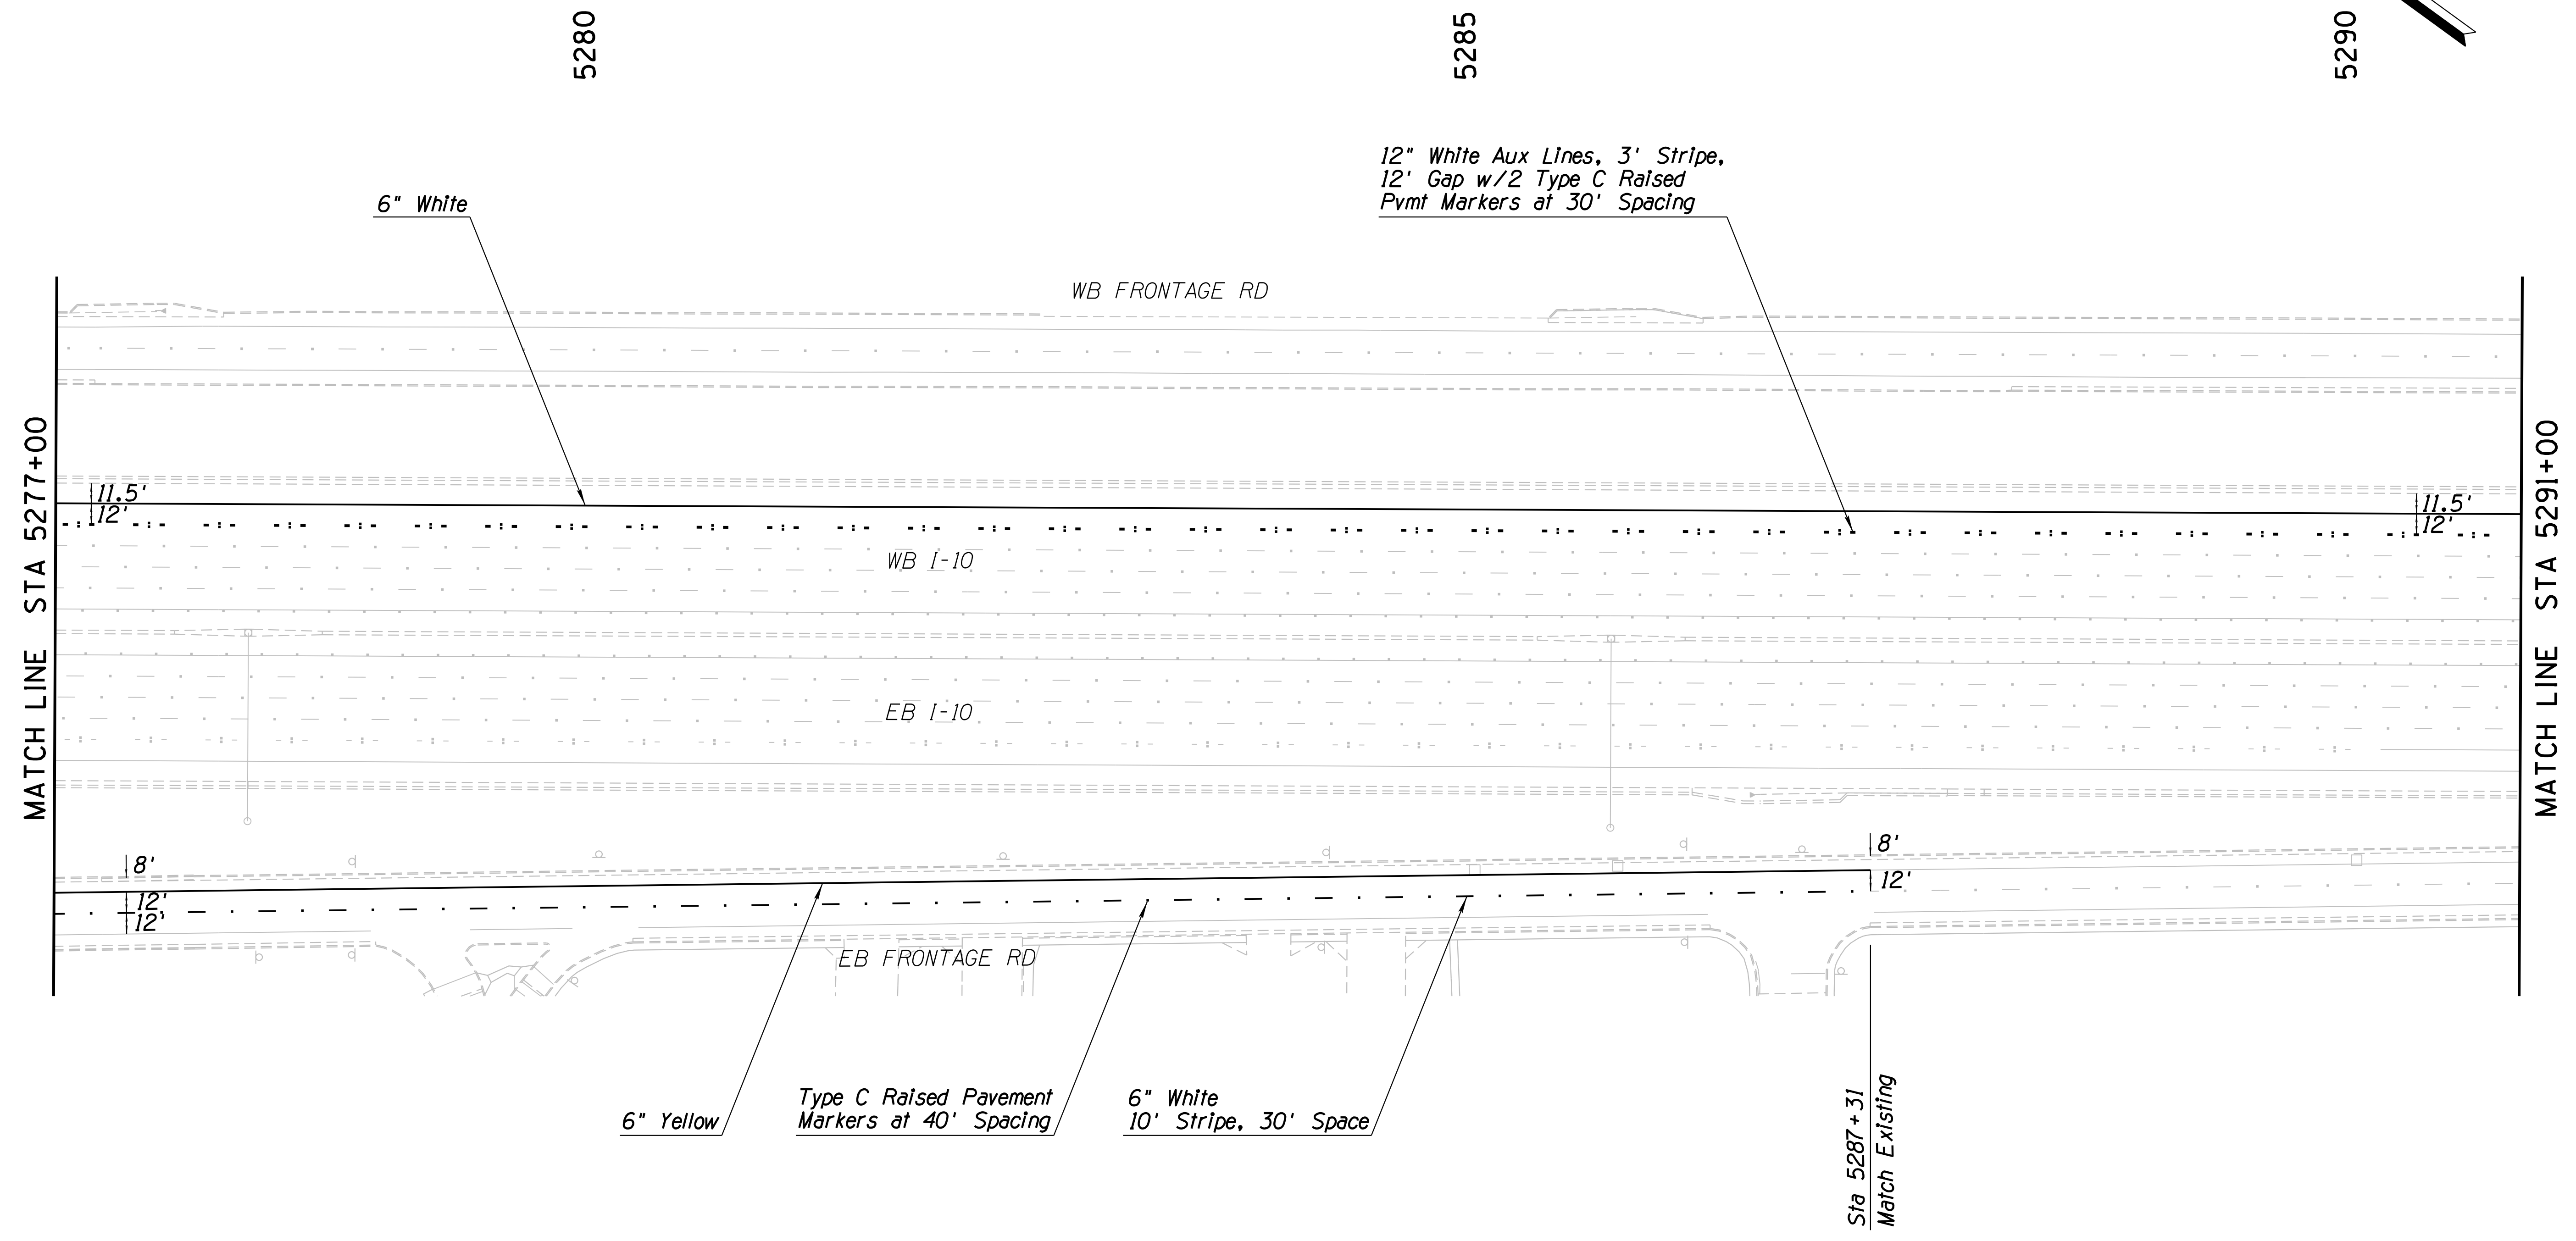 5280
5285
5290
12" White Aux Lines, 3' Stripe,
12' Gap w/2 Type C Raised
Pvmt Markers at 30' Spacing
6" White
WB FRONTAGE RD
MATCH LINE STA 5277+00
MATCH LINE STA 5291+00
11.5'
12'
11.5'
12'
WB I-10
EB I-10
8'
12'
12'
8'
12'
EB FRONTAGE RD
6" Yellow
Type C Raised Pavement
Markers at 40' Spacing
6" White
10' Stripe, 30' Space
Sta 5287+31
Match Existing